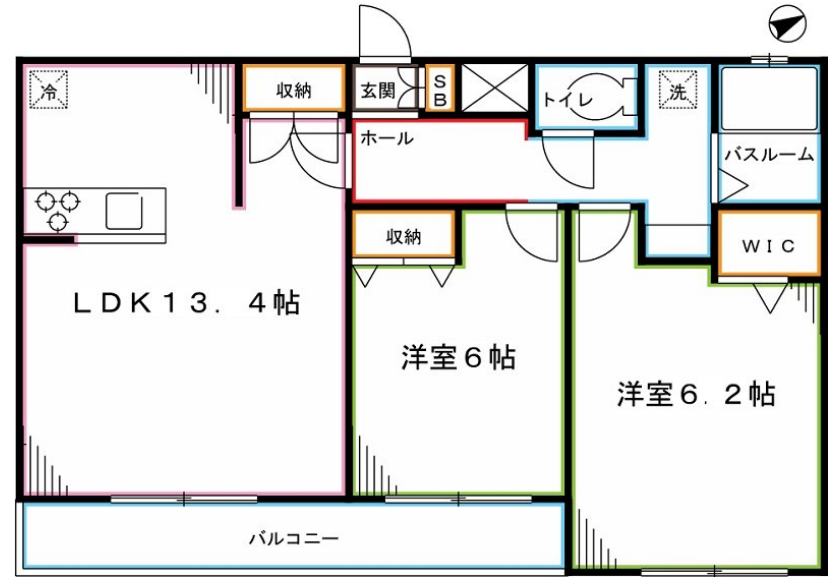 冷
収納
玄関
SB
トイレ
洗
ホール
バスルーム
収納
WIC
LDK13.4帖
洋室6帖
洋室6.2帖
バルコニー